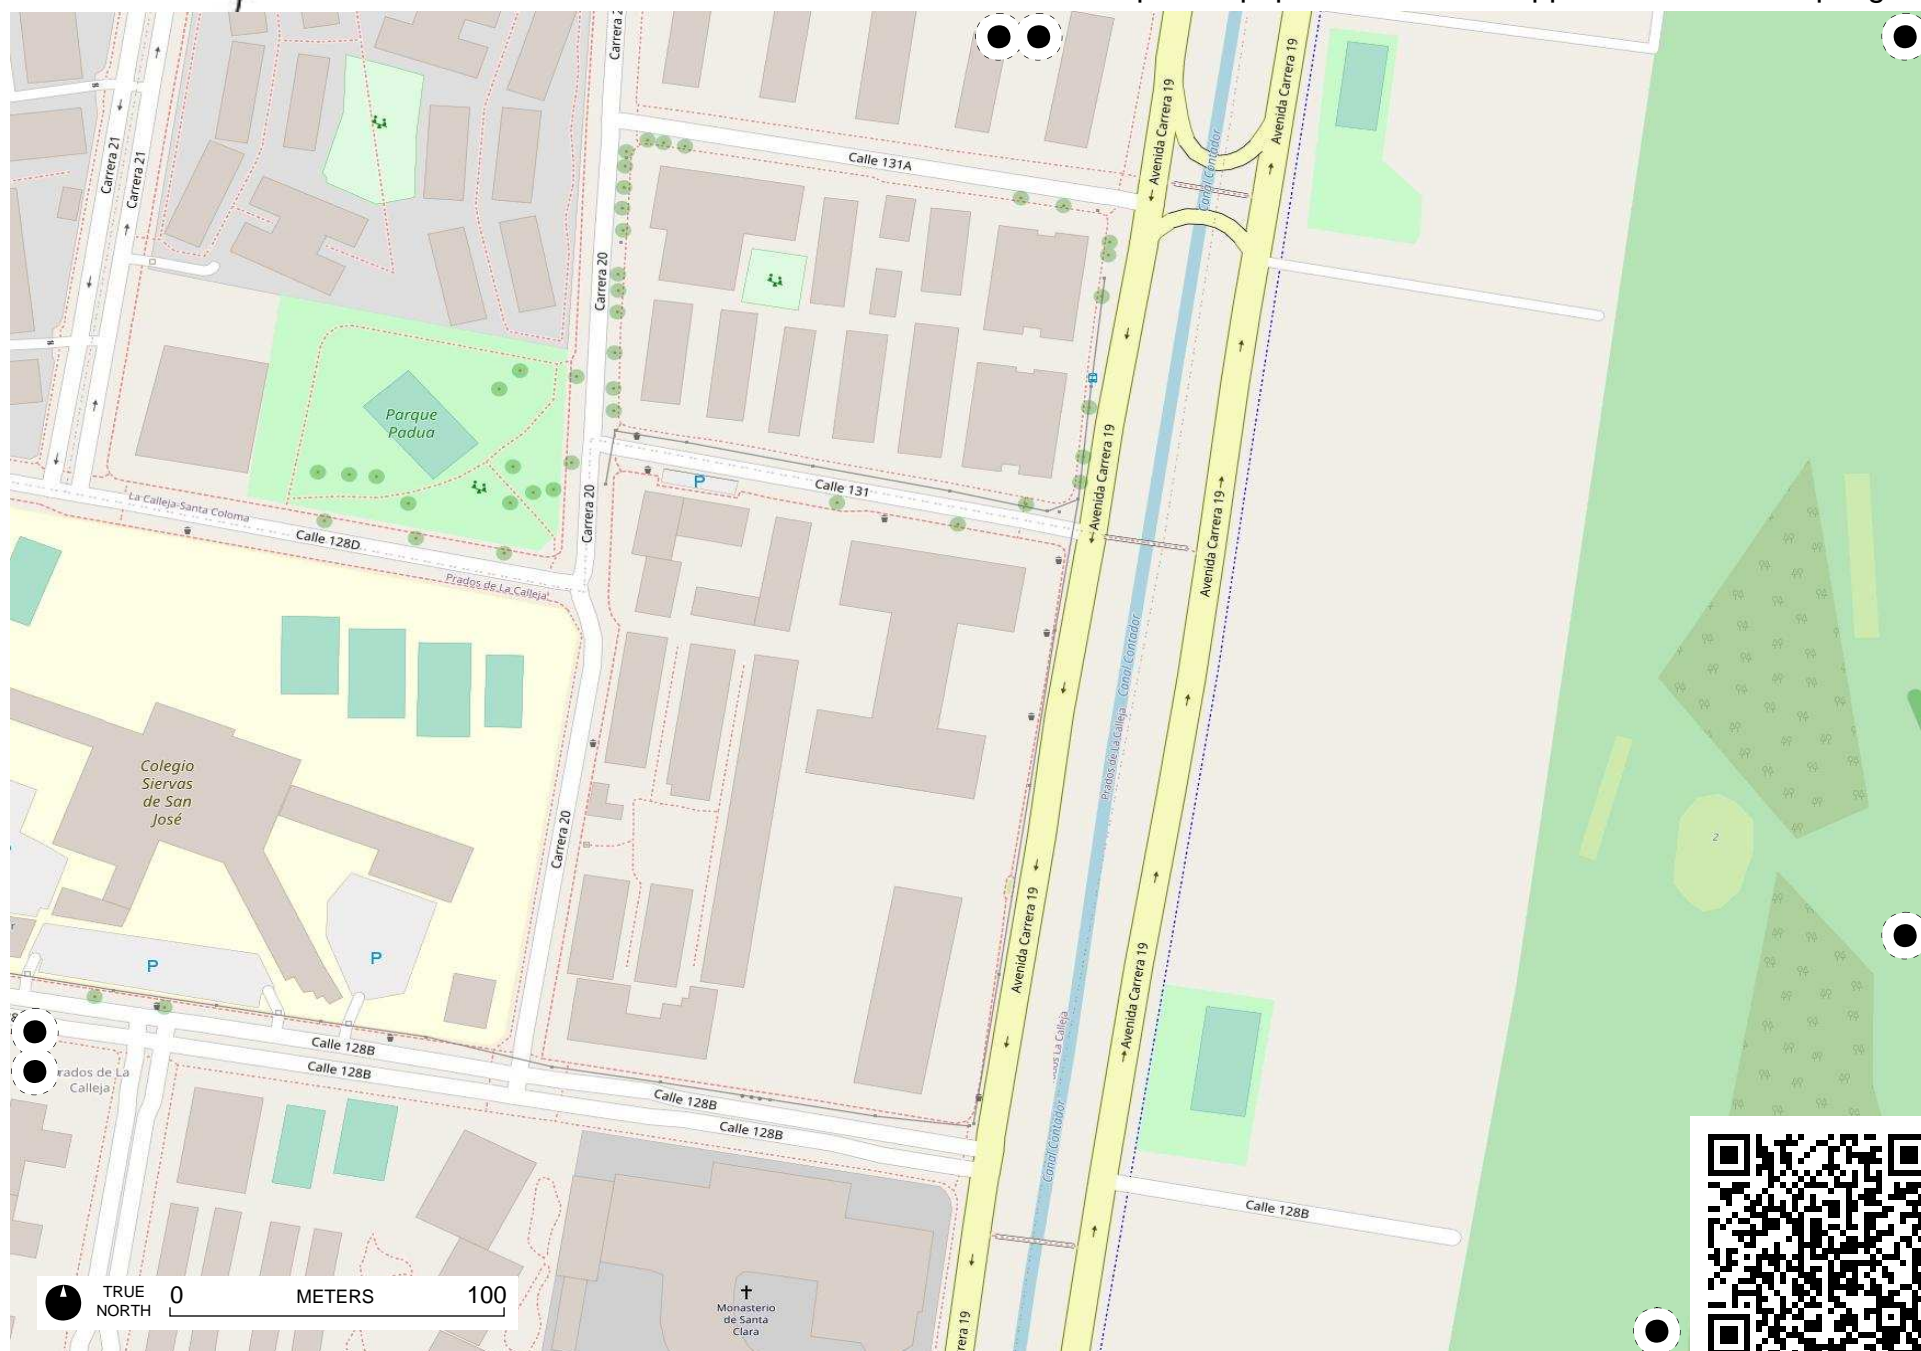 Carrera 21
Carrera 21
Carrera 20
Calle 131A
Avenida Carrera 19
Avenida Carrera 19
Canal Contador
Carrera 20
Parque
Padua
La Calleja-Santa Coloma
Calle 128D
Prados de La Calleja
Carrera 20
P
Calle 131
Avenida Carrera 19
Avenida Carrera 19
Canal Contador
Prados de La Calleja
Colegio
Siervas
de San
José
Carrera 20
2
P
P
Avenida Carrera 19
Avenida Carrera 19
Calle 128B
Calle 128B
Calle 128B
Calle 128B
La Calleja
Canal Contador
Calleja
Calle 128B
TRUE
NORTH
0
METERS
100
Monasterio
de Santa
Clara